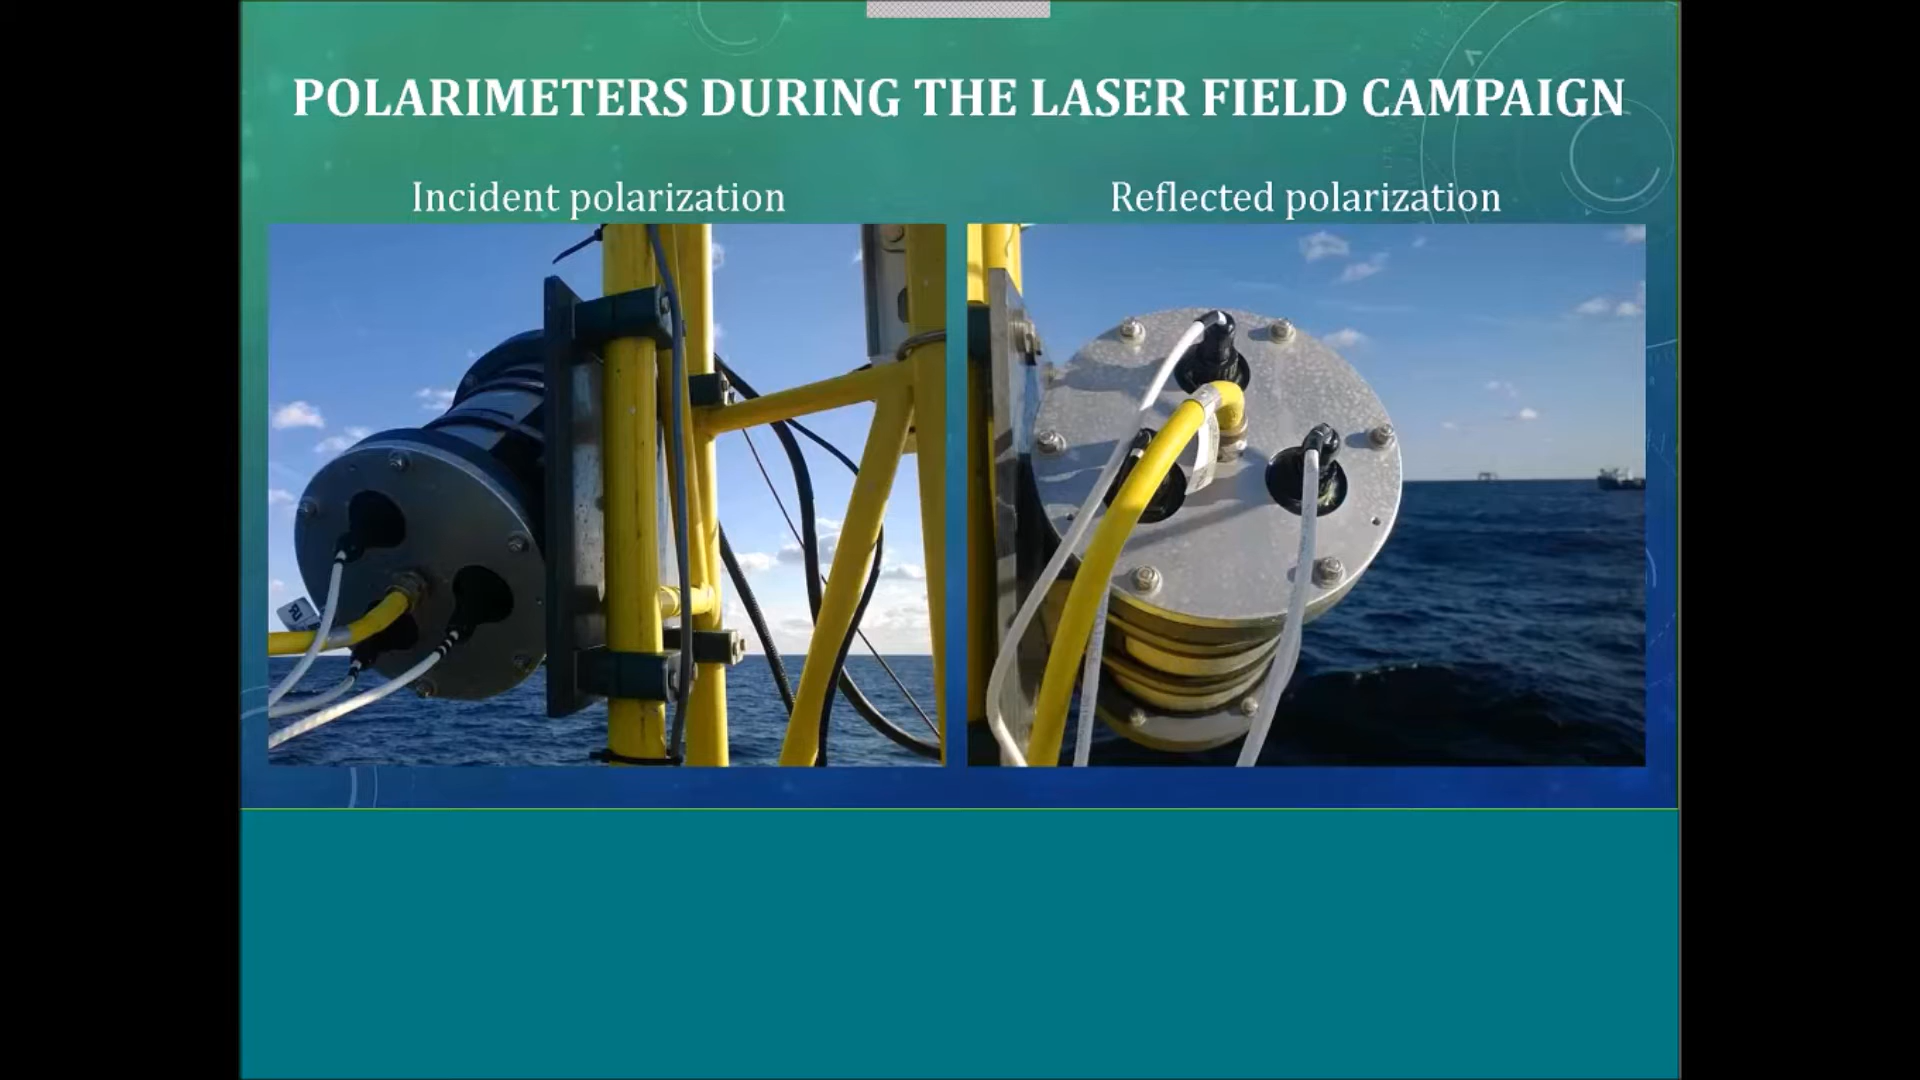 POLARIMETERS DURING THE LASER FIELD CAMPAIGN
Incident polarization
Reflected polarization